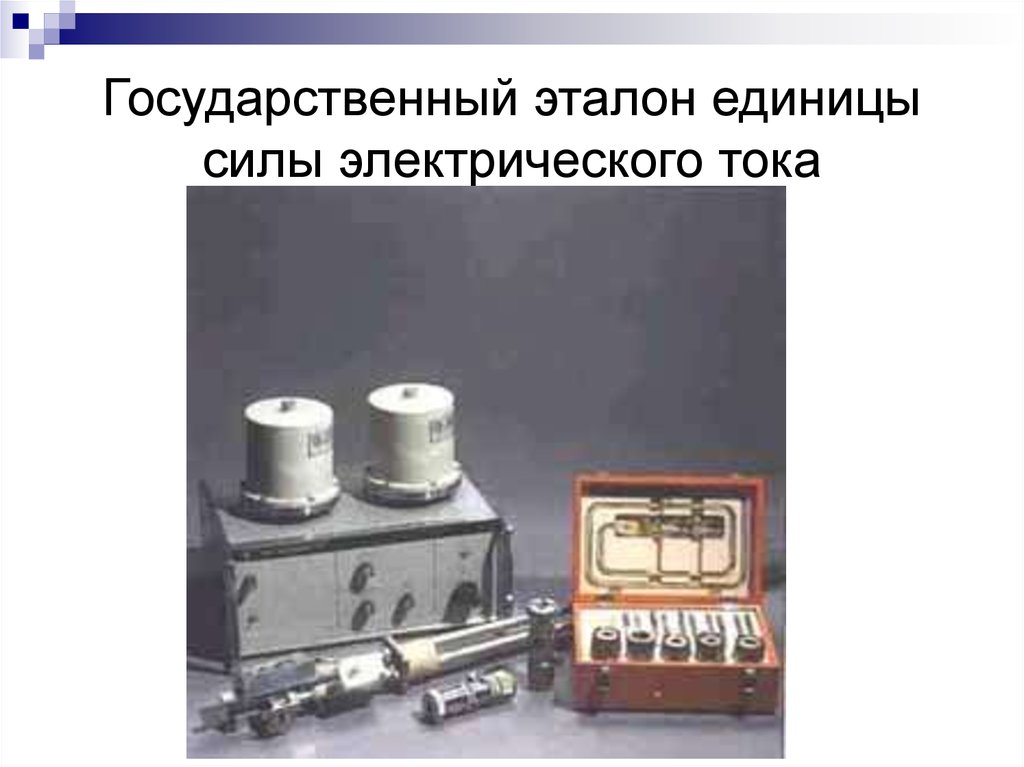 Государственный эталон единицы
силы электрического тока